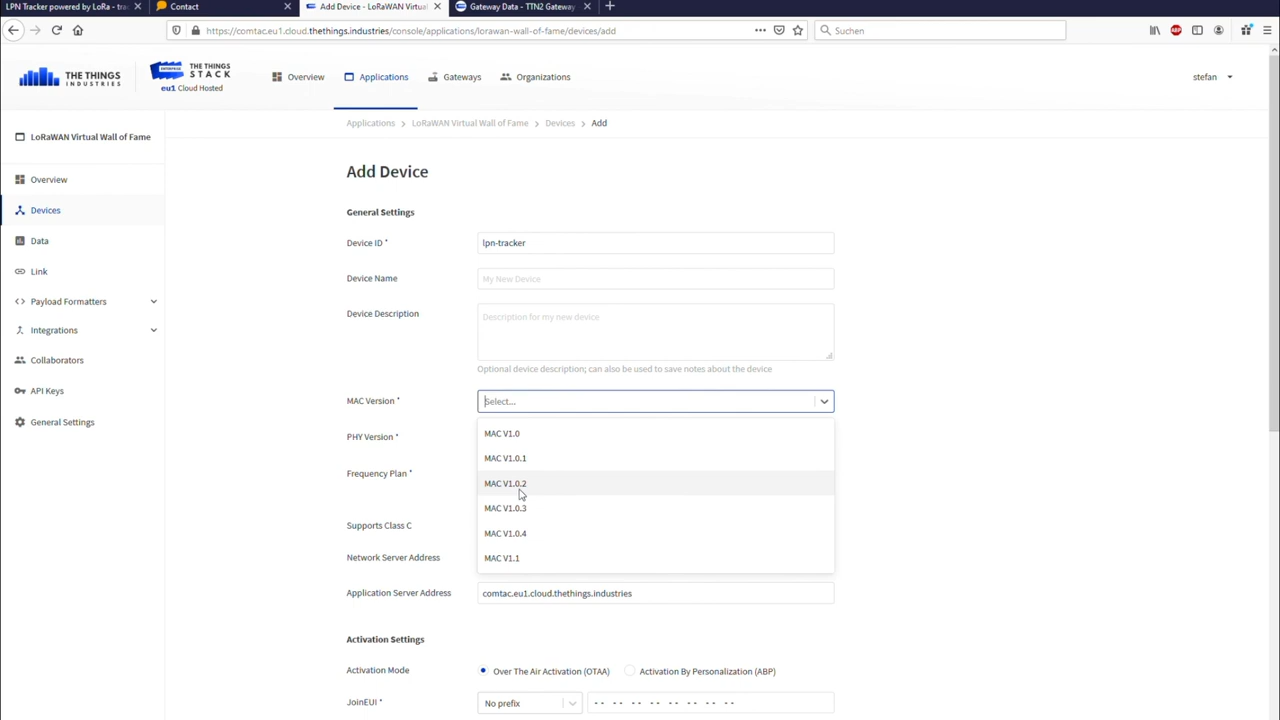 LPN Tracker powered by LoRa - trac
Contact
Add Device - LoRaWAN Virtual
Gateway Data - TTN2 Gateway
https://comtac.eu1.cloud.thethings.industries/console/applications/lorawan-wall-of-fame/devices/add
Suchen
ABP
THE THINGS
INDUSTRIES
ENTERPRISE
THE THINGS
STACK
eu1 Cloud Hosted
Overview
Applications
Gateways
Organizations
stefan
LoRaWAN Virtual Wall of Fame
Overview
Devices
Data
Link
Payload Formatters
Integrations
Collaborators
API Keys
General Settings
Applications > LoRaWAN Virtual Wall of Fame > Devices > Add
Add Device
General Settings
Device ID *
lpn-tracker
Device Name
My New Device
Device Description
Description for my new device
Optional device description; can also be used to save notes about the device
MAC Version *
Select...
MAC V1.0
PHY Version *
MAC V1.0.1
Frequency Plan *
MAC V1.0.2
MAC V1.0.3
Supports Class C
MAC V1.0.4
Network Server Address
MAC V1.1
Application Server Address
comtac.eu1.cloud.thethings.industries
Activation Settings
Activation Mode
Over The Air Activation (OTAA)
Activation By Personalization (ABP)
JoinEUI *
No prefix
-- -- -- -- -- -- -- --